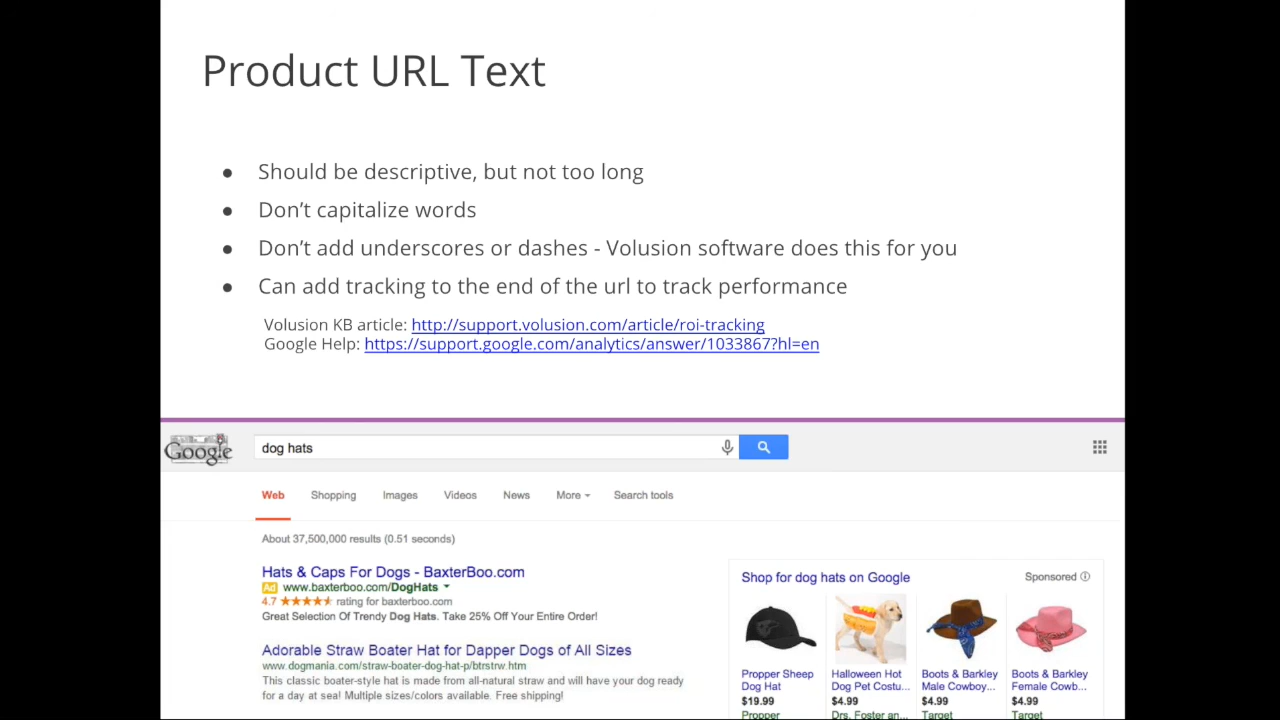 Product URL Text
● Should be descriptive, but not too long
● Don't capitalize words
● Don't add underscores or dashes - Volusion software does this for you
● Can add tracking to the end of the url to track performance
Volusion KB article: http://support.volusion.com/article/roi-tracking
Google Help: https://support.google.com/analytics/answer/1033867?hl=en
Google
dog hats
Web Shopping Images Videos News More Search tools
About 37,500,000 results (0.51 seconds)
Hats & Caps For Dogs - BaxterBoo.com
Ad www.baxterboo.com/DogHats
4.7 ★★★★★ rating for baxterboo.com
Great Selection Of Trendy Dog Hats. Take 25% Off Your Entire Order!
Adorable Straw Boater Hat for Dapper Dogs of All Sizes
www.dogmania.com/straw-boater-dog-hat-p/btrstrw.htm
This classic boater-style hat is made from all-natural straw and will have your dog ready
for a day at sea! Multiple sizes/colors available. Free shipping!
Shop for dog hats on Google Sponsored
Propper Sheep
Dog Hat
$19.99
Propper
Halloween Hot
Dog Pet Costu...
$4.99
Drs. Foster an...
Boots & Barkley
Male Cowboy...
$4.99
Target
Boots & Barkley
Female Cowb...
$4.99
Target